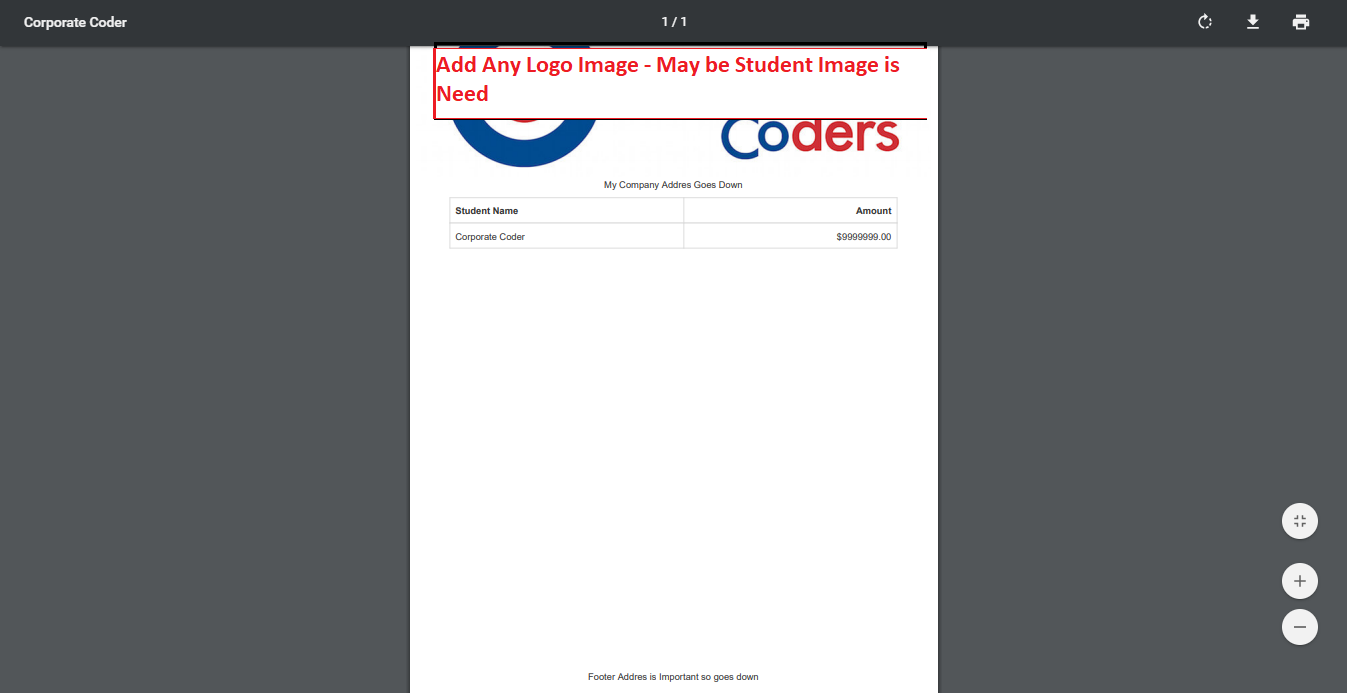 Corporate Coder
1 / 1
Add Any Logo Image - May be Student Image is
Need
Coders
My Company Addres Goes Down
Student Name Amount
Corporate Coder $9999999.00
Footer Addres is Important so goes down